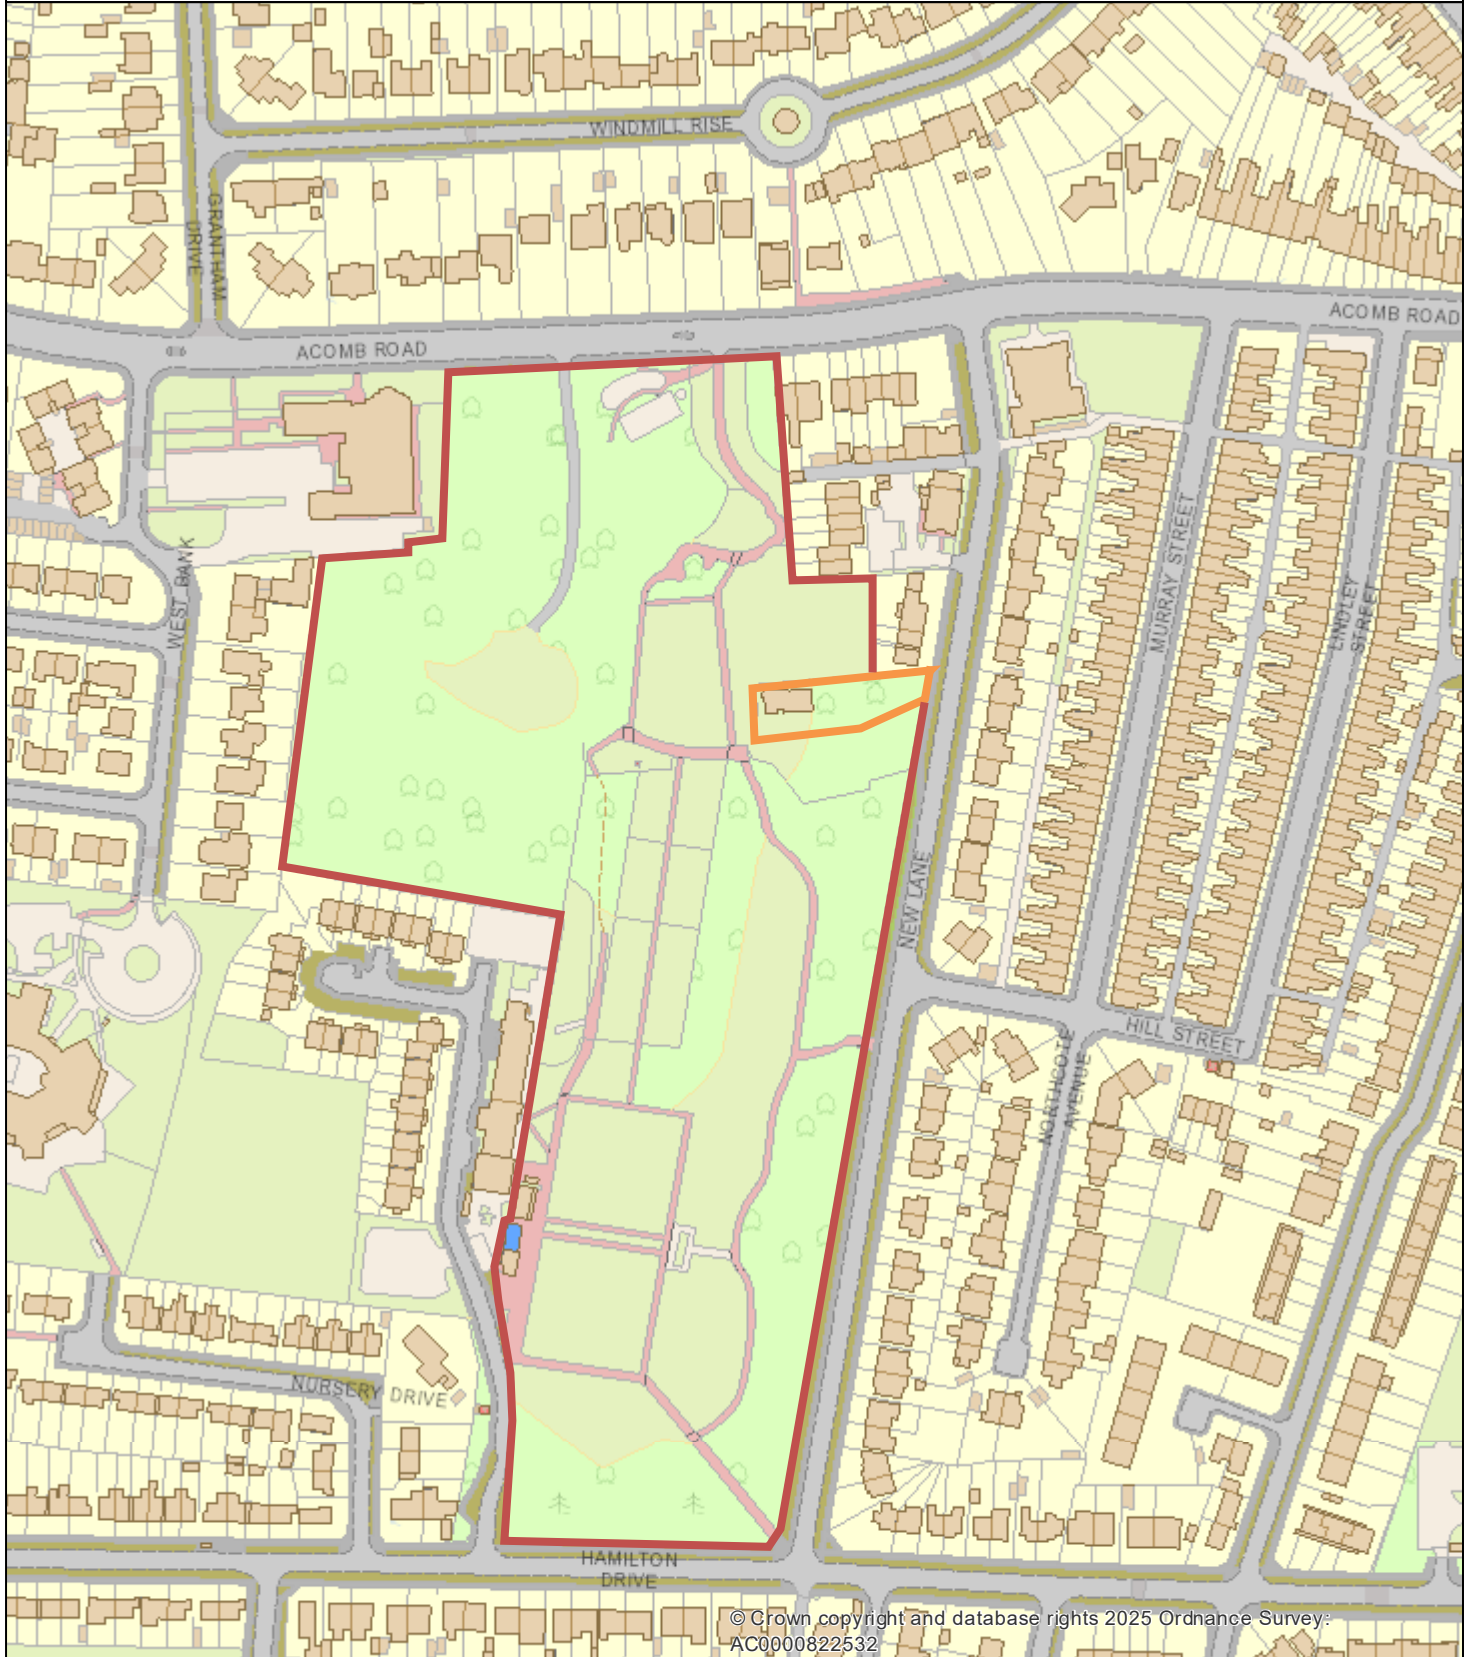 WINDMILL RISE
GRANTHAM
DRIVE
ACOMB ROAD
ACOMB ROAD
WEST BANK
MURRAY STREET
LINDLEY
STREET
NEW LANE
HILL STREET
NORTHCOTE
AVENUE
NURSERY DRIVE
HAMILTON
DRIVE
© Crown copyright and database rights 2025 Ordnance Survey:
AC0000822532